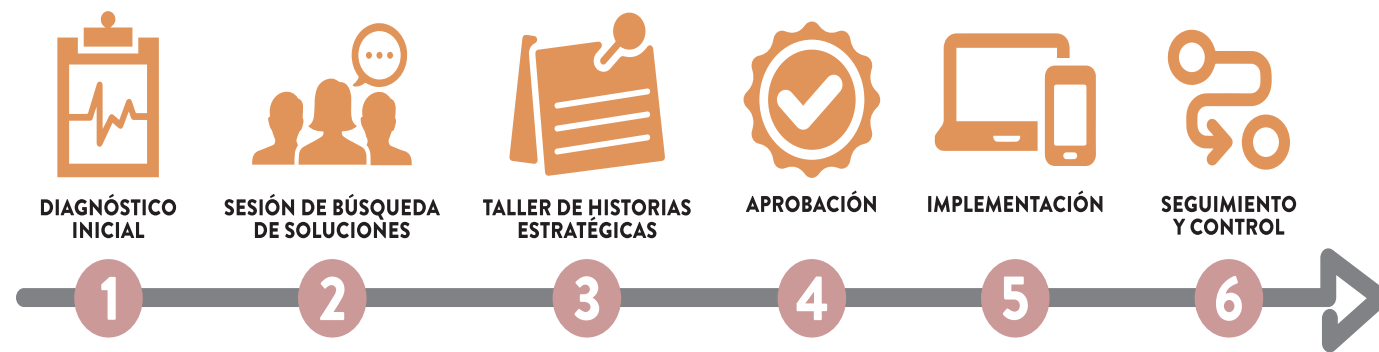 DIAGNÓSTICO
INICIAL
SESIÓN DE BÚSQUEDA
DE SOLUCIONES
TALLER DE HISTORIAS
ESTRATÉGICAS
APROBACIÓN
IMPLEMENTACIÓN
SEGUIMIENTO
Y CONTROL
1
2
3
4
5
6